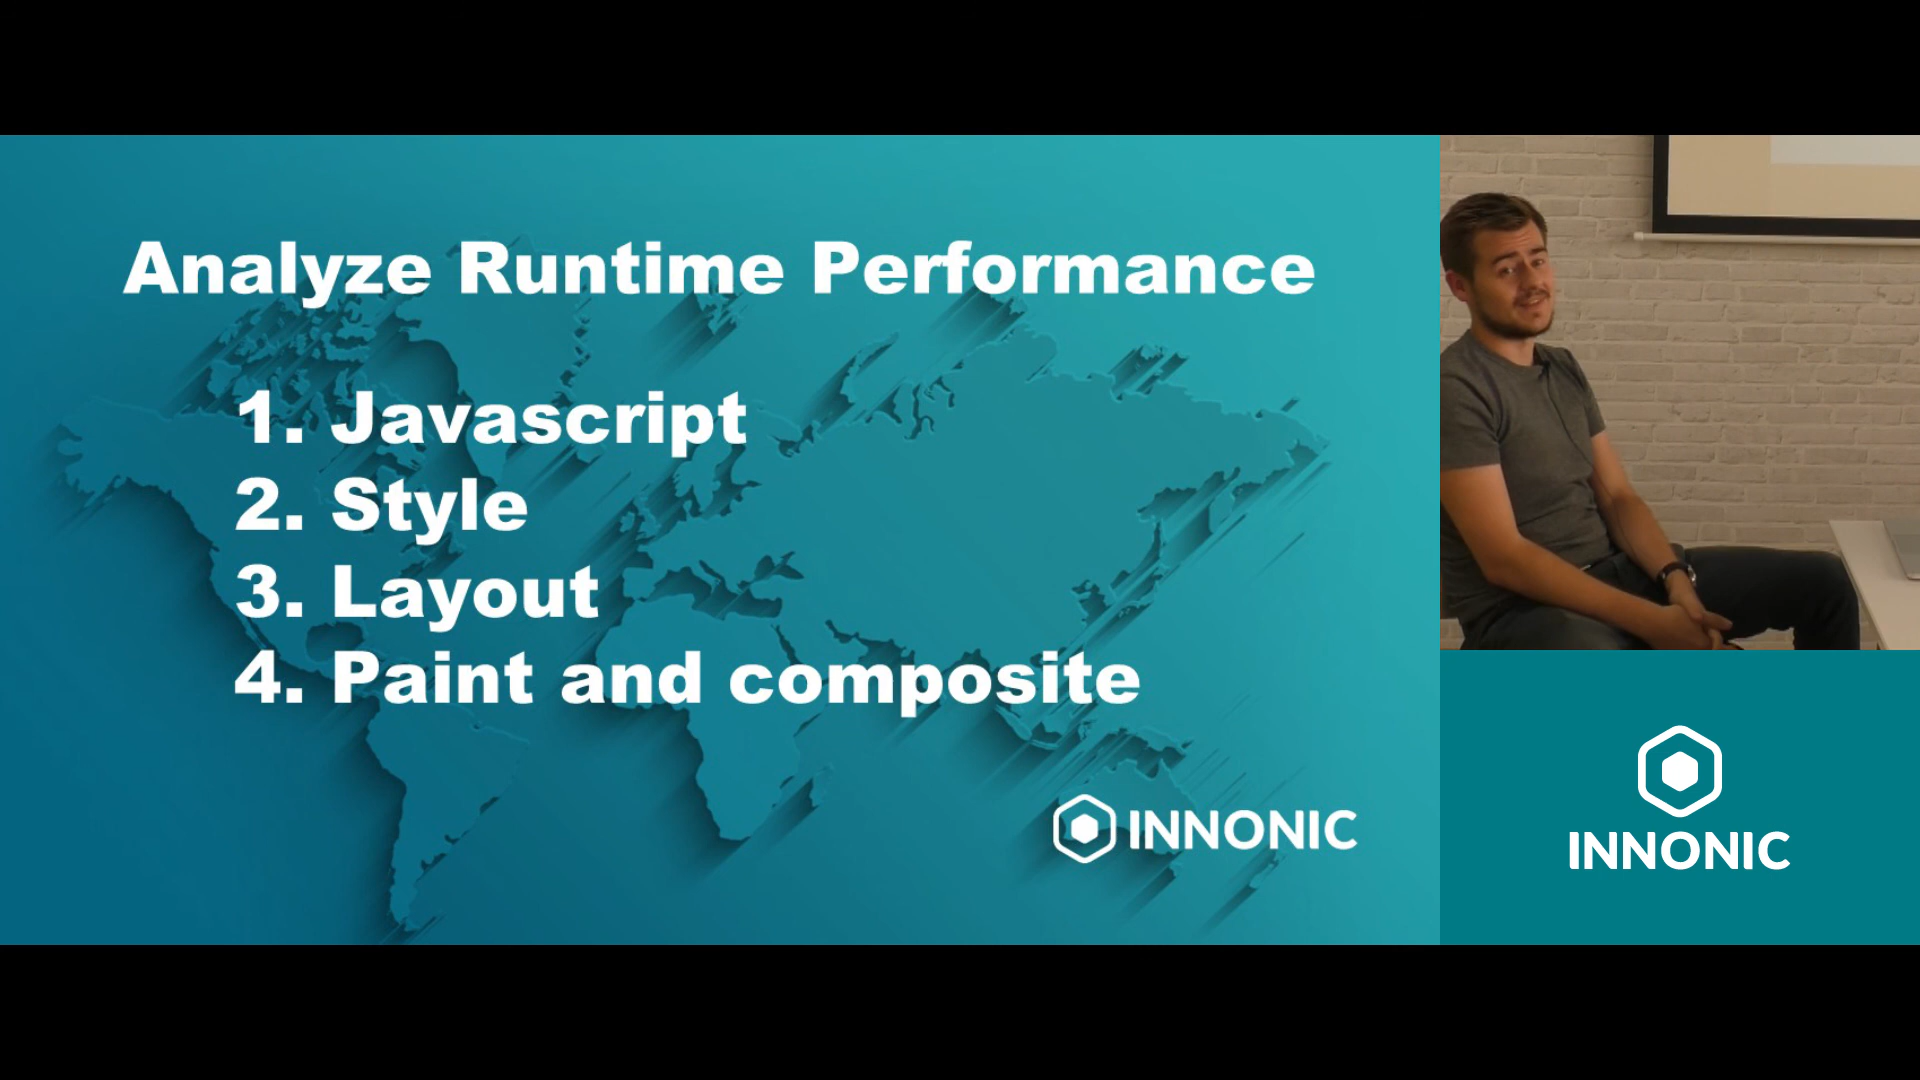 Analyze Runtime Performance
1. Javascript
2. Style
3. Layout
4. Paint and composite
INNONIC
INNONIC